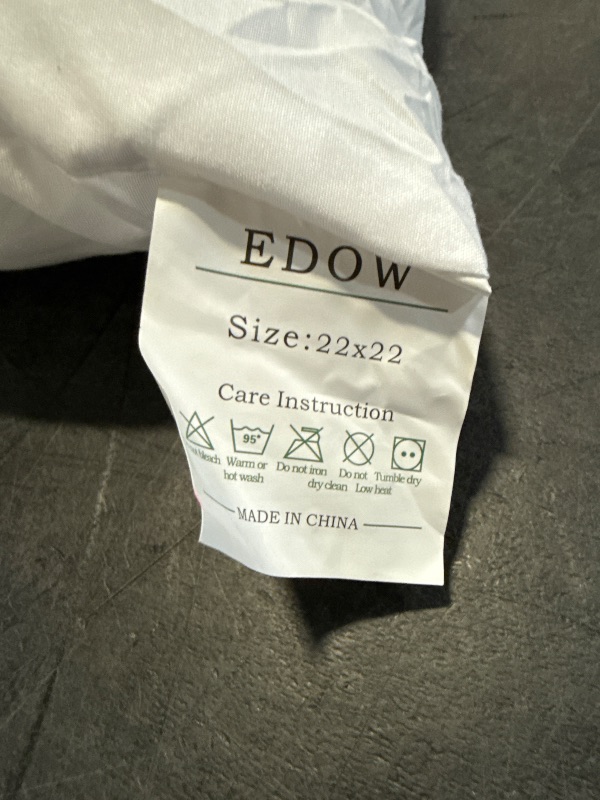 EDOW
Size:22x22
Care Instruction
95°
bleach Warm or Do not iron Do not Tumble dry
hot wash dry clean Low heat
MADE IN CHINA